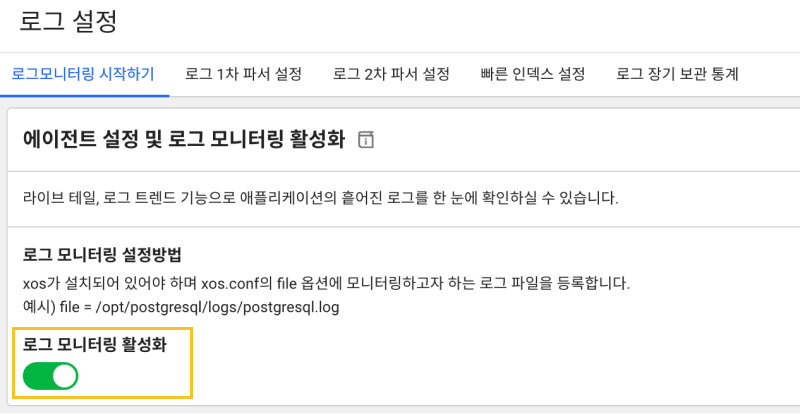 로그 설정
로그모니터링 시작하기 로그 1차 파서 설정 로그 2차 파서 설정 빠른 인덱스 설정 로그 장기 보관 통계
에이전트 설정 및 로그 모니터링 활성화
라이브 테일, 로그 트렌드 기능으로 애플리케이션의 흩어진 로그를 한 눈에 확인하실 수 있습니다.
로그 모니터링 설정방법
xos가 설치되어 있어야 하며 xos.conf의 file 옵션에 모니터링하고자 하는 로그 파일을 등록합니다.
예시) file = /opt/postgresql/logs/postgresql.log
로그 모니터링 활성화